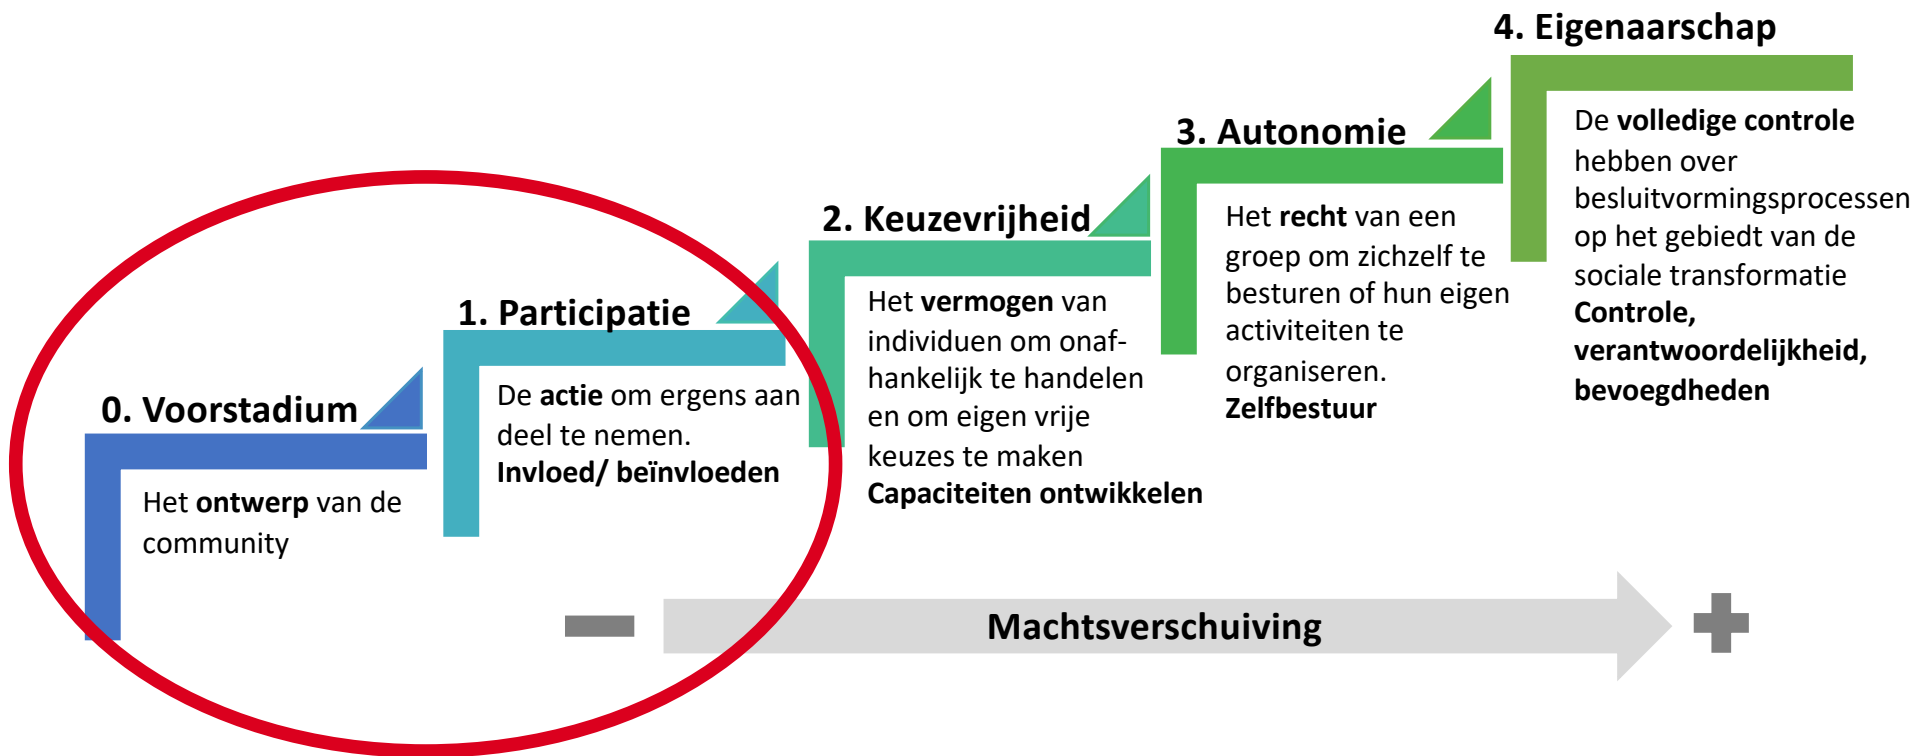 0. Voorstadium
Het ontwerp van de
community
1. Participatie
De actie om ergens aan
deel te nemen.
Invloed/ beïnvloeden
2. Keuzevrijheid
Het vermogen van
individuen om onaf-
hankelijk te handelen
en om eigen vrije
keuzes te maken
Capaciteiten ontwikkelen
3. Autonomie
Het recht van een
groep om zichzelf te
besturen of hun eigen
activiteiten te
organiseren.
Zelfbestuur
4. Eigenaarschap
De volledige controle
hebben over
besluitvormingsprocessen
op het gebiedt van de
sociale transformatie
Controle,
verantwoordelijkheid,
bevoegdheden
Machtsverschuiving